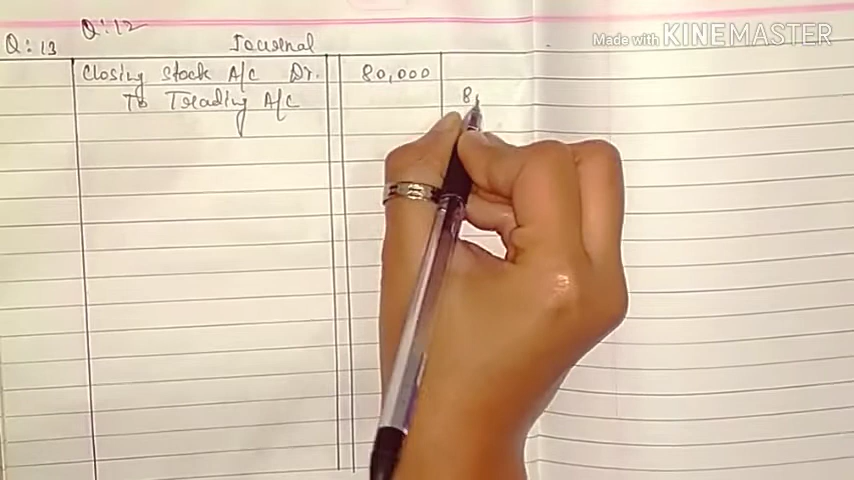 Made with KINEMASTER
Q: 12
Q: 13 Journal
Closing Stock A/C Dr. 80,000
To Trading A/C 8,